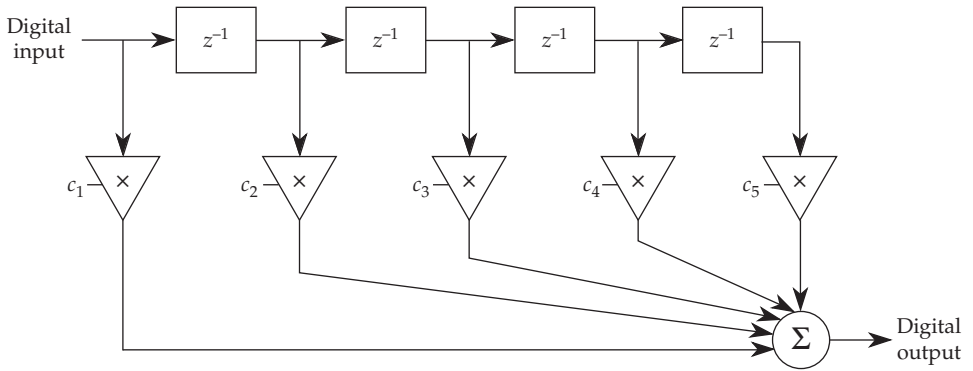 Digital
input
z⁻¹
z⁻¹
z⁻¹
z⁻¹
c₁
×
c₂
×
c₃
×
c₄
×
c₅
×
Σ
Digital
output